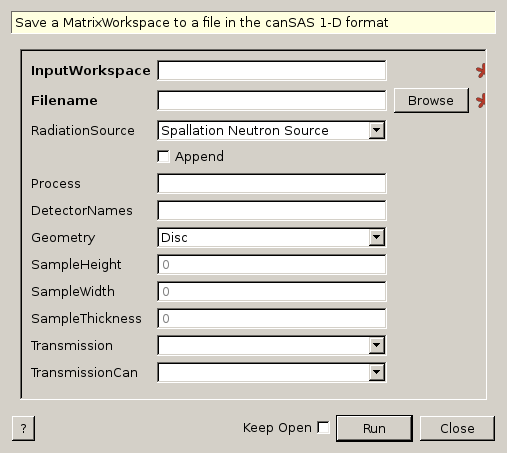 Save a MatrixWorkspace to a file in the canSAS 1-D format
InputWorkspace
Filename Browse
RadiationSource Spallation Neutron Source
Append
Process
DetectorNames
Geometry Disc
SampleHeight 0
SampleWidth 0
SampleThickness 0
Transmission
TransmissionCan
? Keep Open Run Close